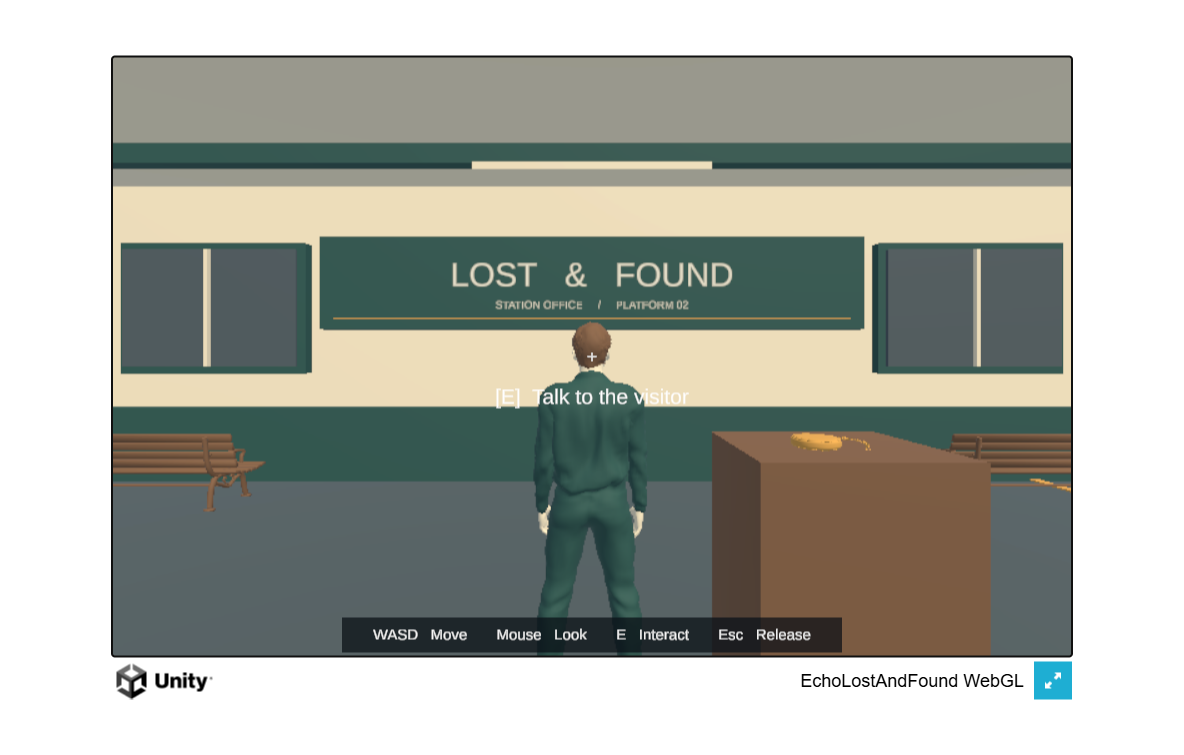 LOST & FOUND
STATION OFFICE / PLATFORM 02
+
[E] Talk to the visitor
WASD Move Mouse Look E Interact Esc Release
Unity
EchoLostAndFound WebGL